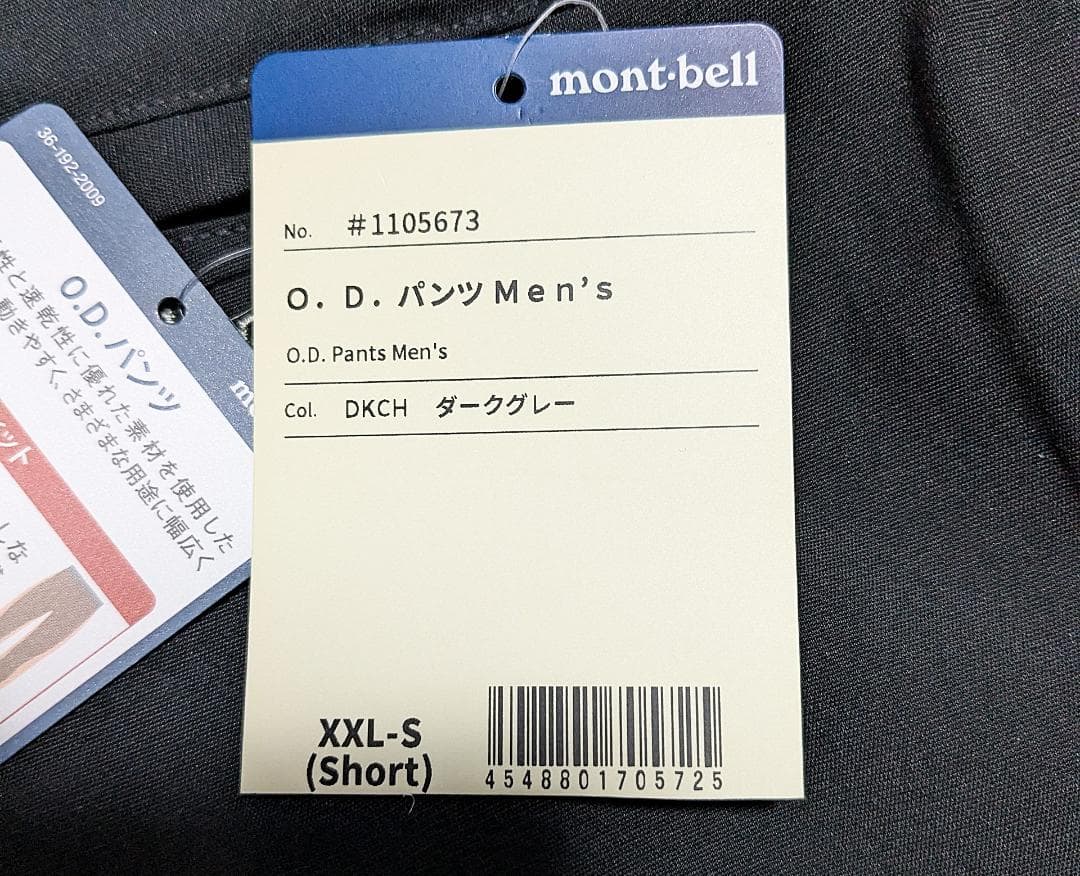 mont·bell
No. #1105673
O. D. パンツ Men's
O.D. Pants Men's
Col. DKCH ダークグレー
XXL-S
(Short)
4548801705725
36-192-2009
O.D. パンツ
性と速乾性に優れた素材を使用した
動きやすく、さまざまな用途に幅広く